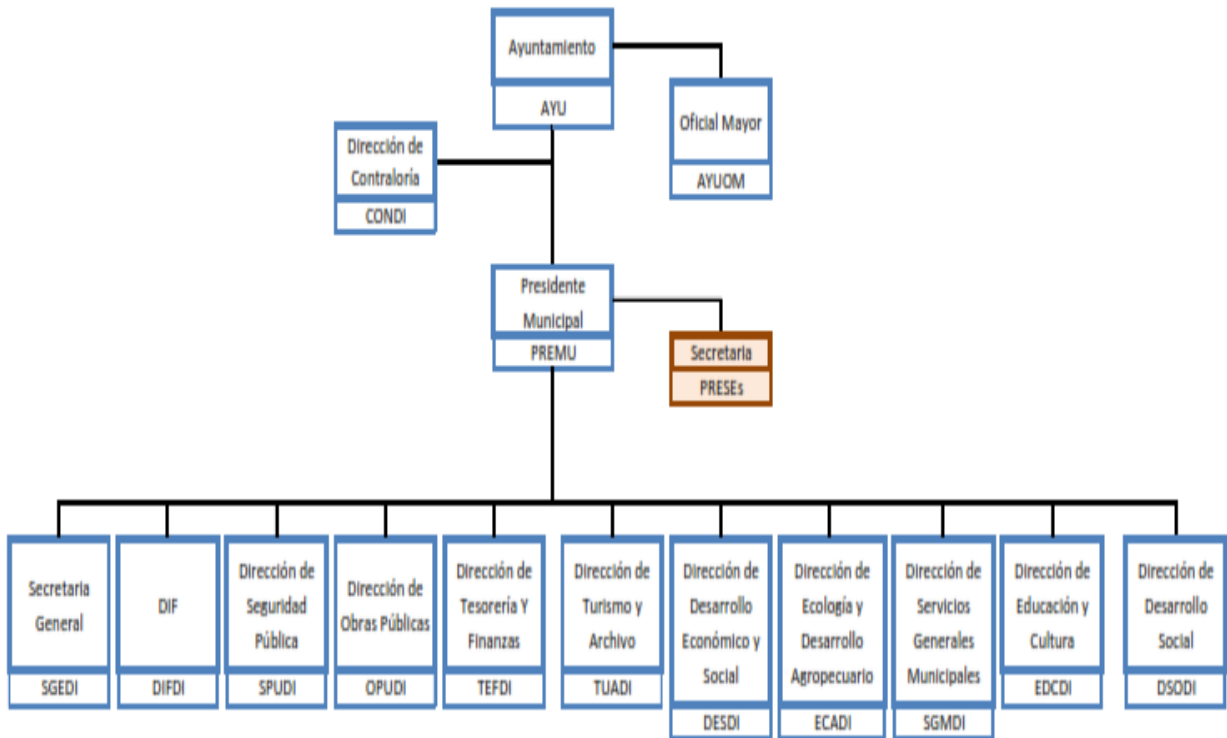 Ayuntamiento
AYU
Oficial Mayor
AYUOM
Dirección de
Contraloría
CONDI
Presidente
Municipal
PREMU
Secretaria
PRESEs
Secretaria
General
SGEDI
DIF
DIFDI
Dirección de
Seguridad
Pública
SPUDI
Dirección de
Obras Públicas
OPUDI
Dirección de
Tesorería Y
Finanzas
TEFDI
Dirección de
Turismo y
Archivo
TUADI
Dirección de
Desarrollo
Económico y
Social
DESDI
Dirección de
Ecología y
Desarrollo
Agropecuario
ECADI
Dirección de
Servicios
Generales
Municipales
SGMDI
Dirección de
Educación y
Cultura
EDCDI
Dirección de
Desarrollo
Social
DSODI